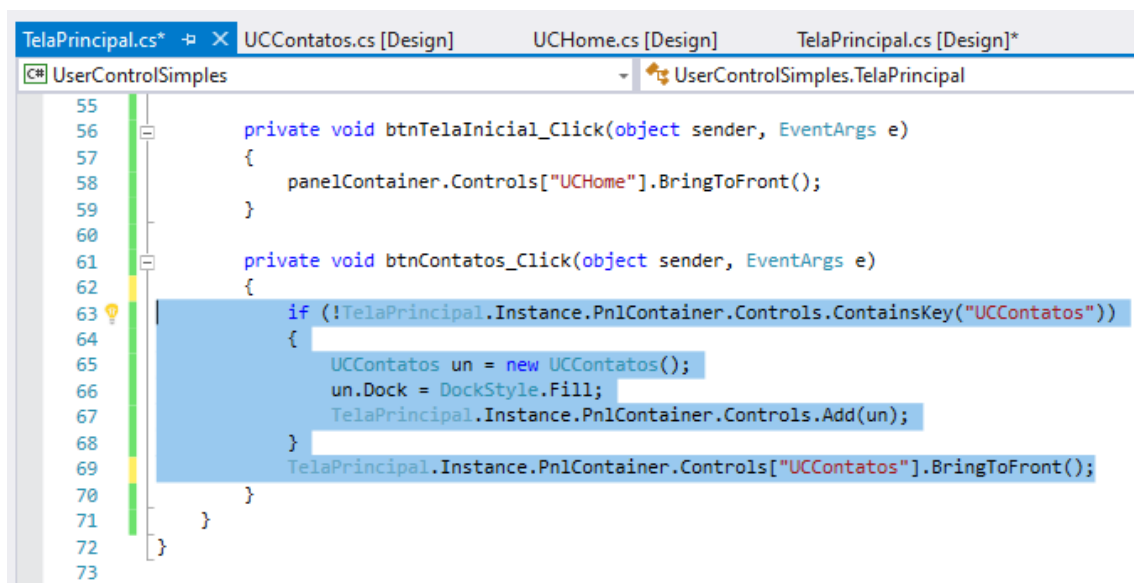 TelaPrincipal.cs* UCContatos.cs [Design] UCHome.cs [Design] TelaPrincipal.cs [Design]*
C# UserControlSimples UserControlSimples.TelaPrincipal
55
56 private void btnTelaInicial_Click(object sender, EventArgs e)
57 {
58 panelContainer.Controls["UCHome"].BringToFront();
59 }
60
61 private void btnContatos_Click(object sender, EventArgs e)
62 {
63 if (!TelaPrincipal.Instance.PnlContainer.Controls.ContainsKey("UCContatos"))
64 {
65 UCContatos un = new UCContatos();
66 un.Dock = DockStyle.Fill;
67 TelaPrincipal.Instance.PnlContainer.Controls.Add(un);
68 }
69 TelaPrincipal.Instance.PnlContainer.Controls["UCContatos"].BringToFront();
70 }
71 }
72 }
73